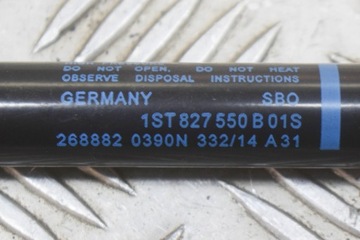 DO NOT OPEN. DO NOT HEAT
OBSERVE DISPOSAL INSTRUCTIONS
GERMANY SBO
1ST 827 550 B 01S
268882 0390N 332/14 A31